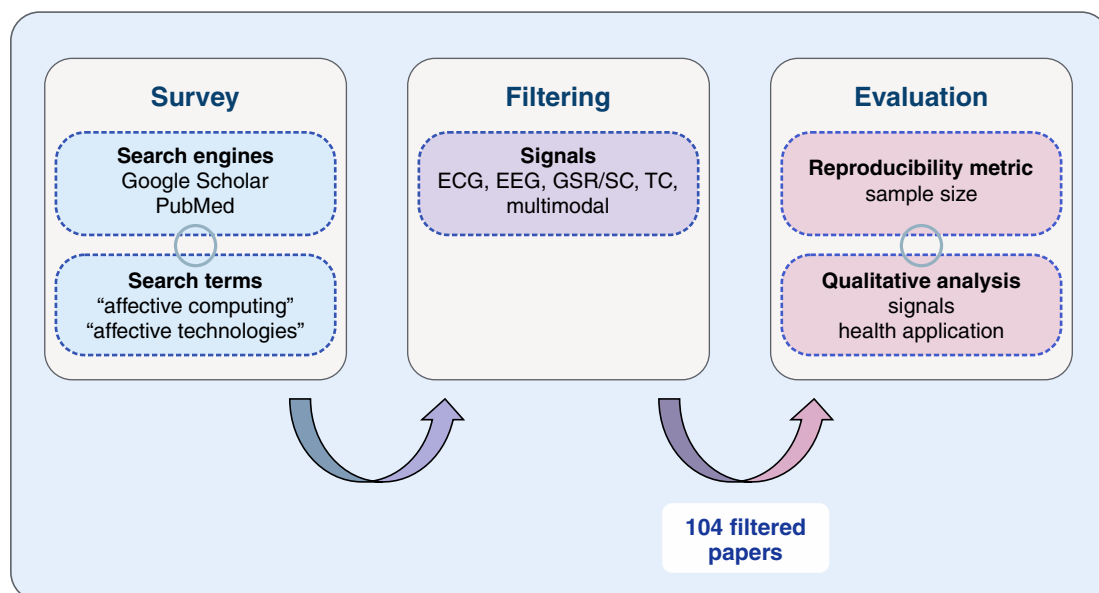 Survey
Search engines
Google Scholar
PubMed
Search terms
“affective computing”
“affective technologies”
Filtering
Signals
ECG, EEG, GSR/SC, TC,
multimodal
Evaluation
Reproducibility metric
sample size
Qualitative analysis
signals
health application
104 filtered
papers